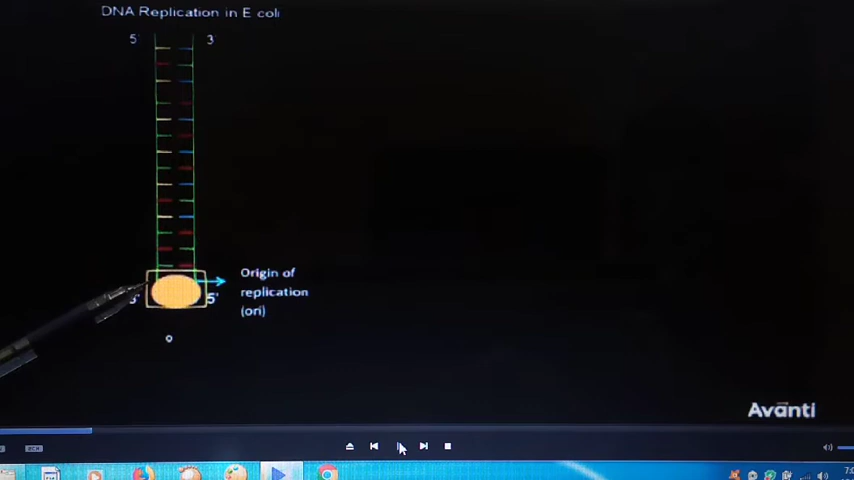 DNA Replication in E coli
5' 3'
3' 5'
Origin of
replication
(ori)
Avanti